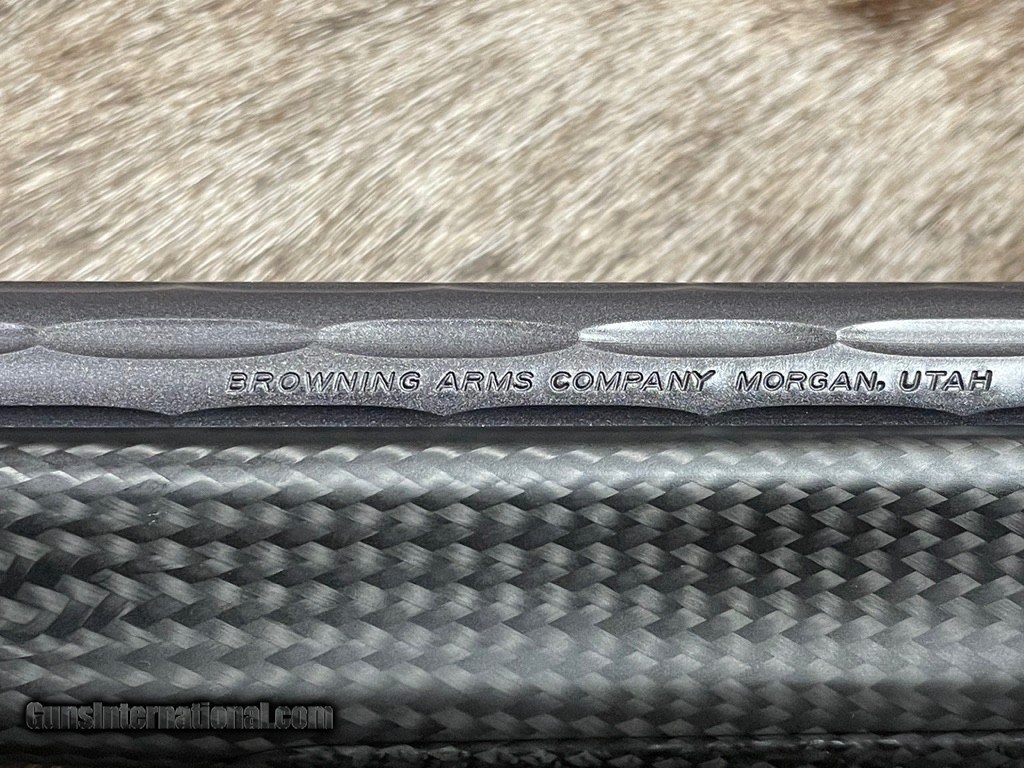 BROWNING ARMS COMPANY MORGAN, UTAH
GunsInternational.com